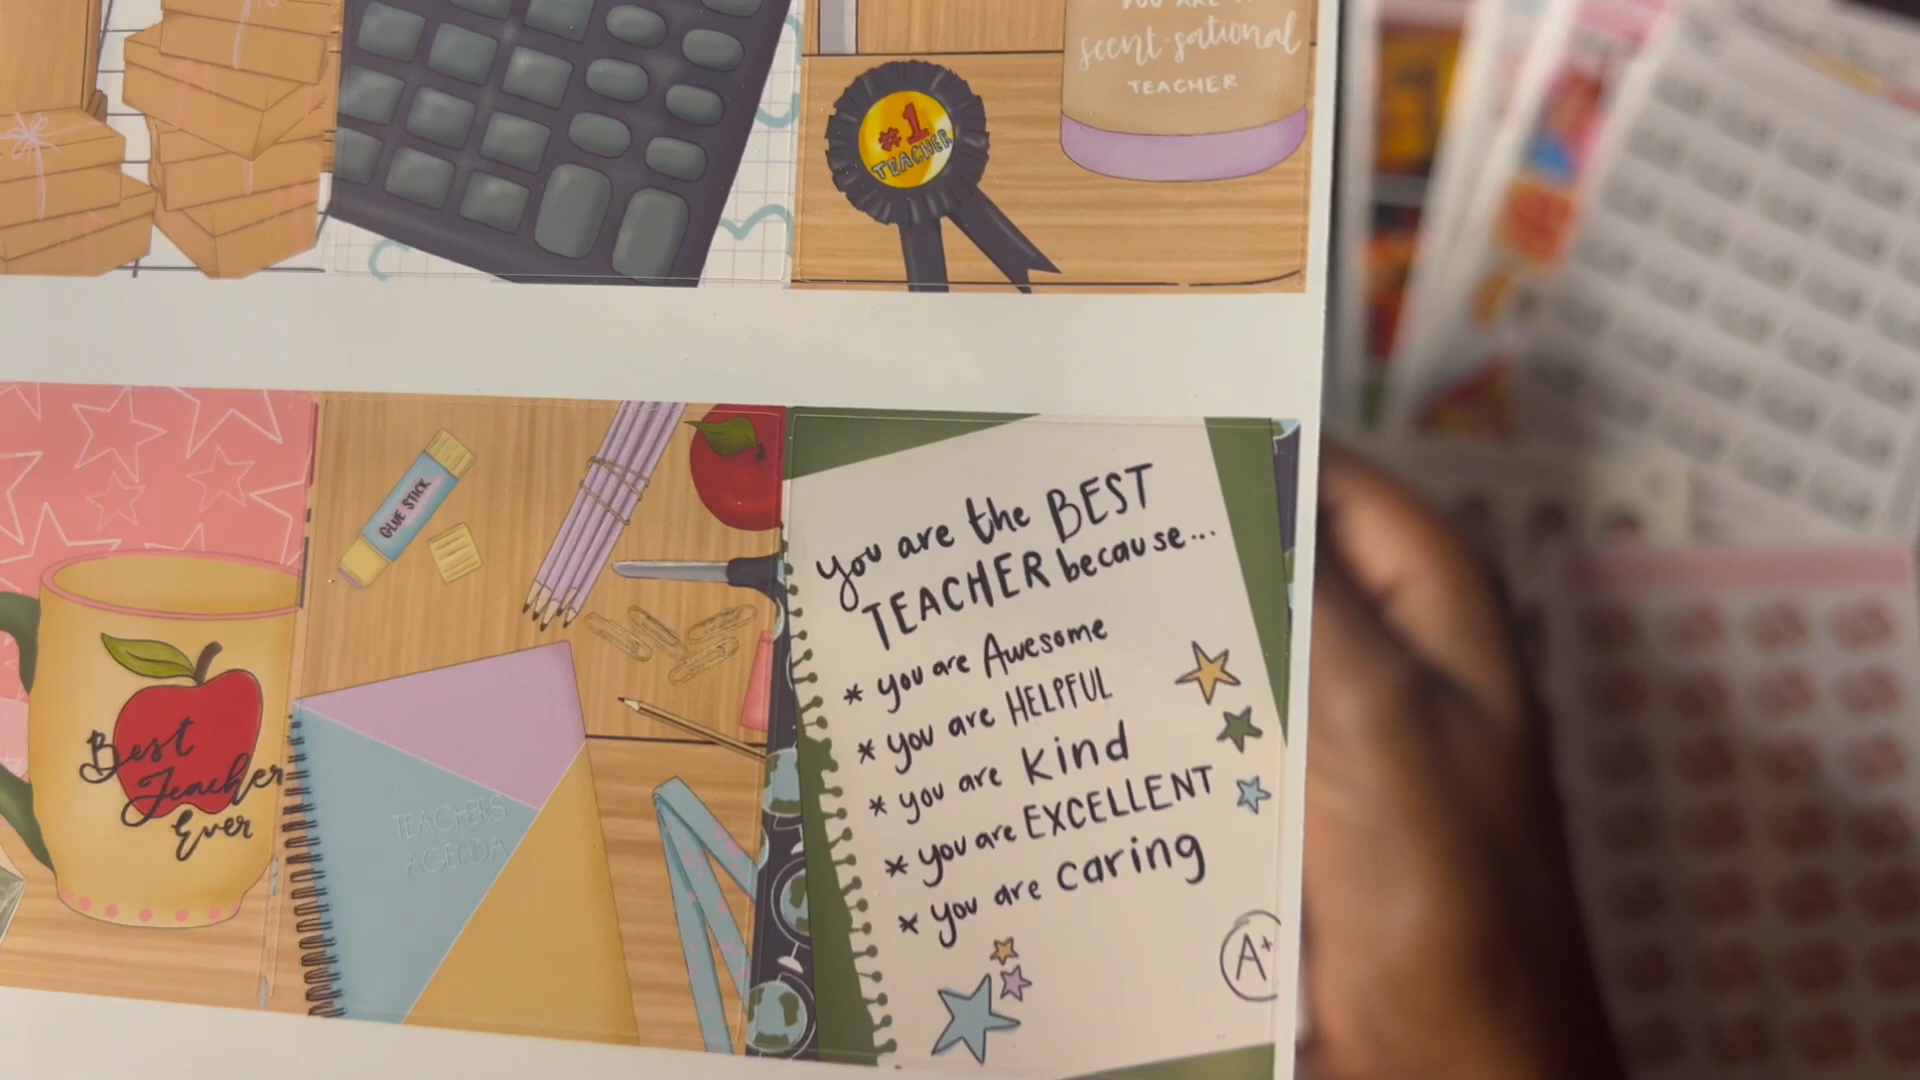 scent-sational
TEACHER
#1
TEACHER
GLUE STICK
Best
Teacher
Ever
TEACHERS
AGENDA
You are the BEST
TEACHER because...
* you are Awesome
* you are HELPFUL
* you are kind
* you are EXCELLENT
* you are caring
A+